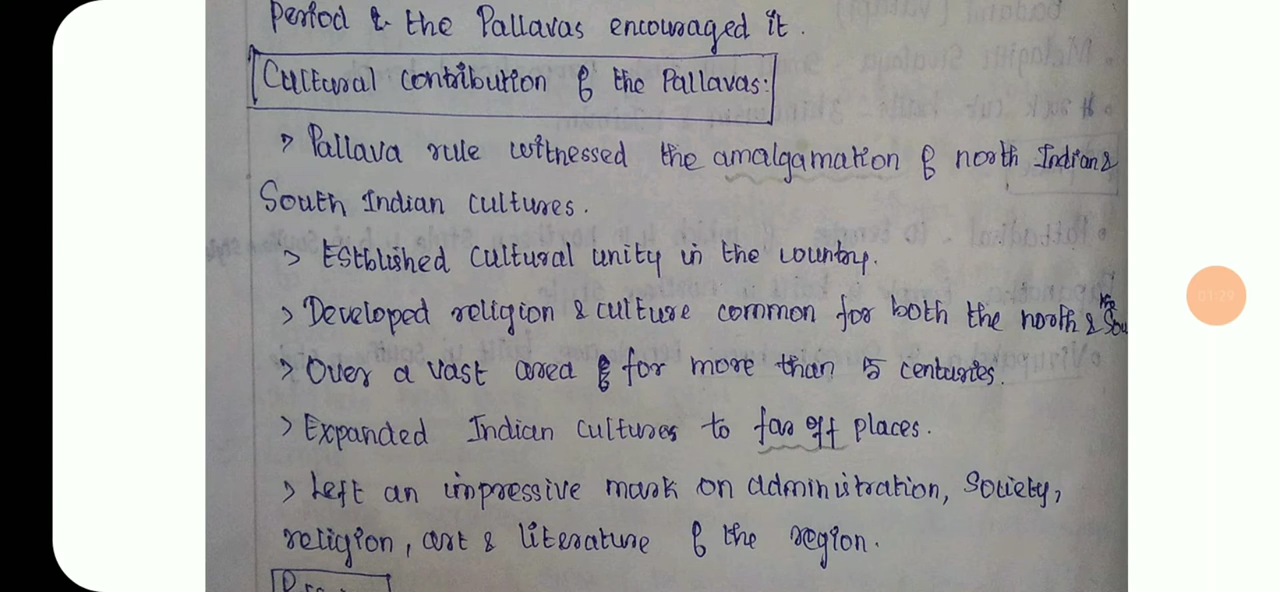 Period & the Pallavas encouraged it.
Cultural Contribution of the Pallavas:
> Pallava rule witnessed the amalgamation of north Indian &
South Indian cultures.
> Estblished cultural unity in the country.
> Developed religion & culture common for both the north & the Sou
> Over a vast area & for more than 5 centuries.
> Expanded Indian cultures to far off places.
> Left an impressive mark on administration, Society,
religion, art & literature of the region.
01:29